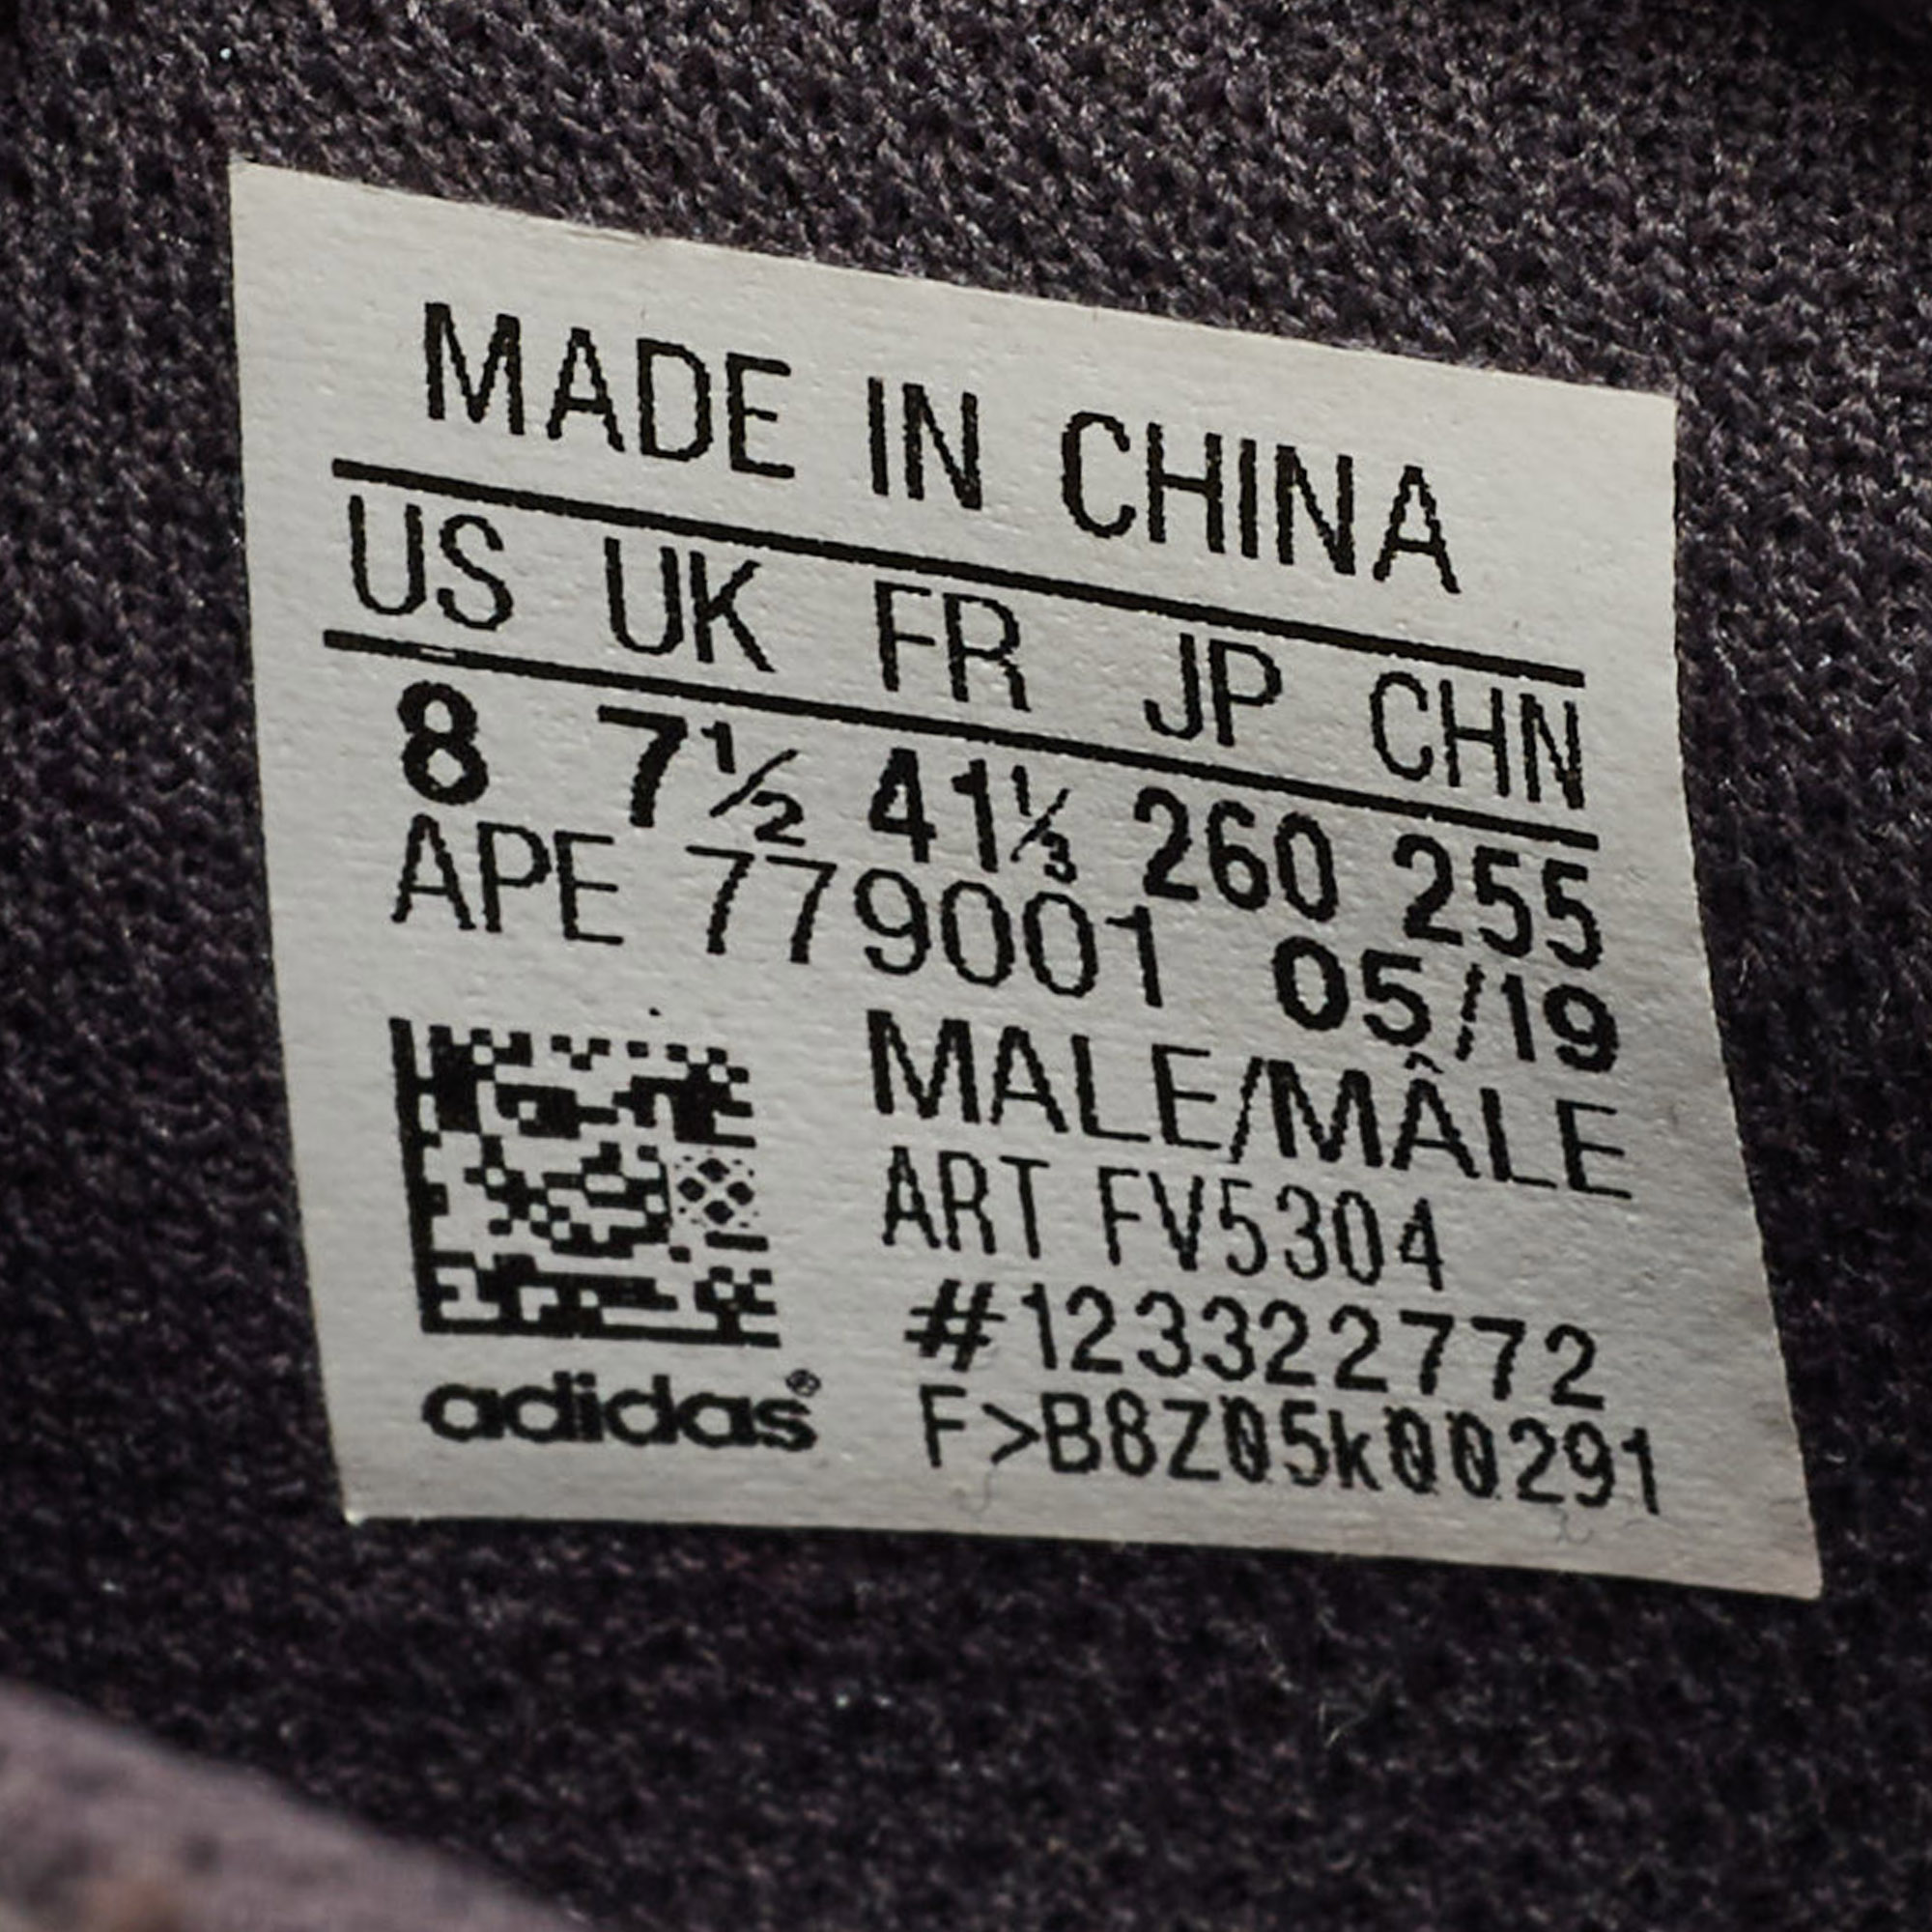 MADE IN CHINA
US UK FR JP CHN
8 7½ 41⅓ 260 255
APE 779001 05/19
MALE/MÂLE
ART FV5304
#123322772
F>B8Z05k00291
adidas®